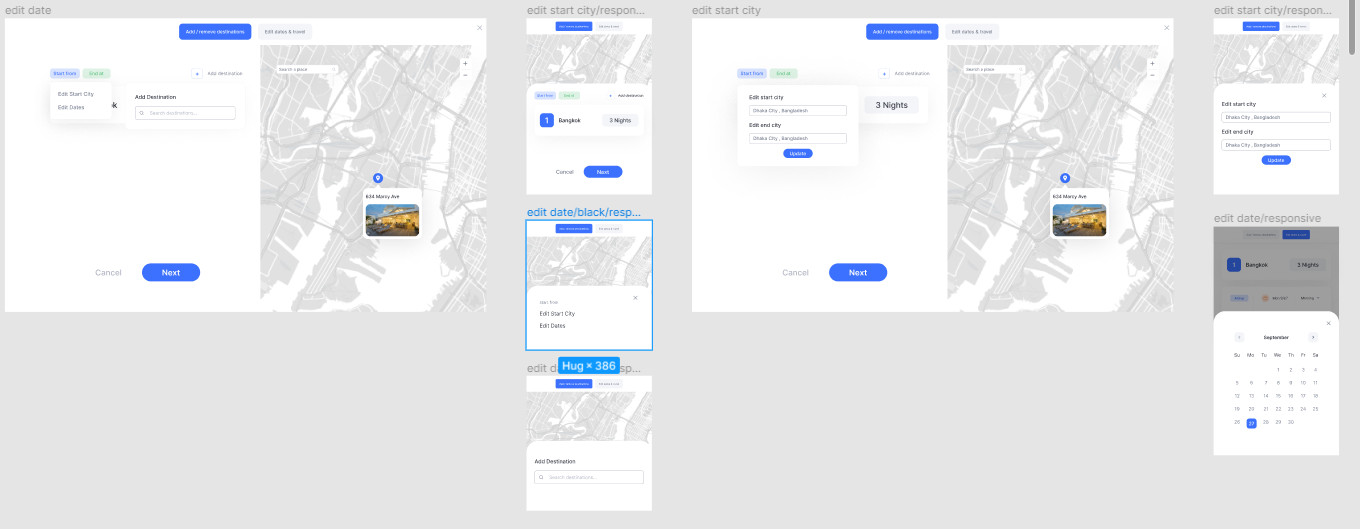 edit date
Add / remove destinations
Edit dates & travel
Start from
End at
+ Add destination
Edit Start City
Edit Dates
k
Add Destination
Search destinations...
Search a place
+
−
634 Marcy Ave
Cancel
Next
edit start city/respon...
Start from
End at
+ Add destination
1
Bangkok
3 Nights
Cancel
Next
edit date/black/resp...
Start from
Edit Start City
Edit Dates
Hug × 386
edit d
sp...
Add Destination
Search destinations...
edit start city
Add / remove destinations
Edit dates & travel
Start from
End at
+ Add destination
Edit start city
Dhaka City , Bangladesh
Edit end city
Dhaka City , Bangladesh
Update
3 Nights
Search a place
+
−
634 Marcy Ave
Cancel
Next
edit start city/respon...
Edit start city
Dhaka City , Bangladesh
Edit end city
Dhaka City , Bangladesh
Update
edit date/responsive
1
Bangkok
3 Nights
September
Su Mo Tu We Th Fr Sa
1 2 3 4
5 6 7 8 9 10 11
12 13 14 15 16 17 18
19 20 21 22 23 24 25
26 27 28 29 30